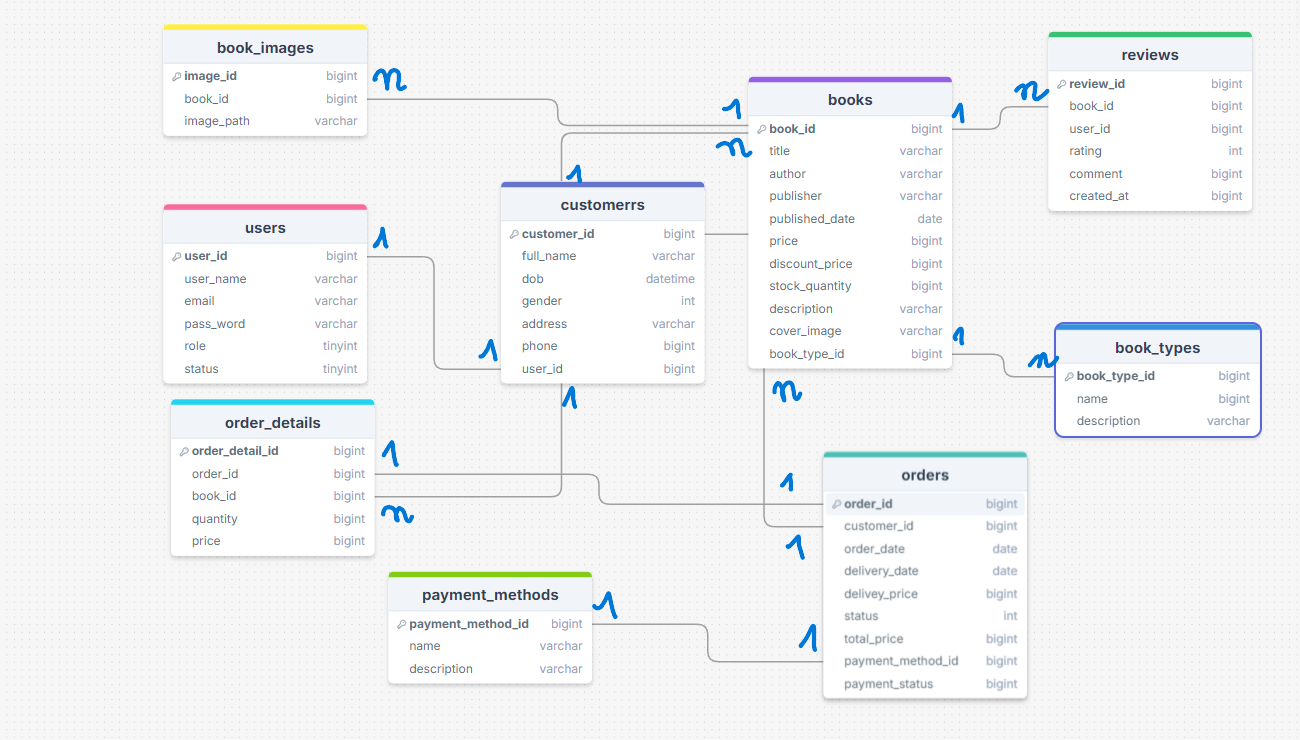 book_images
image_id bigint
book_id bigint
image_path varchar
n
users
user_id bigint
user_name varchar
email varchar
pass_word varchar
role tinyint
status tinyint
1
1
order_details
order_detail_id bigint
order_id bigint
book_id bigint
quantity bigint
price bigint
1
n
customerrs
customer_id bigint
full_name varchar
dob datetime
gender int
address varchar
phone bigint
user_id bigint
1
1
payment_methods
payment_method_id bigint
name varchar
description varchar
1
1
books
book_id bigint
title varchar
author varchar
publisher varchar
published_date date
price bigint
discount_price bigint
stock_quantity bigint
description varchar
cover_image varchar
book_type_id bigint
1
n
1
1
n
orders
order_id bigint
customer_id bigint
order_date date
delivery_date date
delivey_price bigint
status int
total_price bigint
payment_method_id bigint
payment_status bigint
1
1
reviews
review_id bigint
book_id bigint
user_id bigint
rating int
comment bigint
created_at bigint
n
book_types
book_type_id bigint
name bigint
description varchar
n